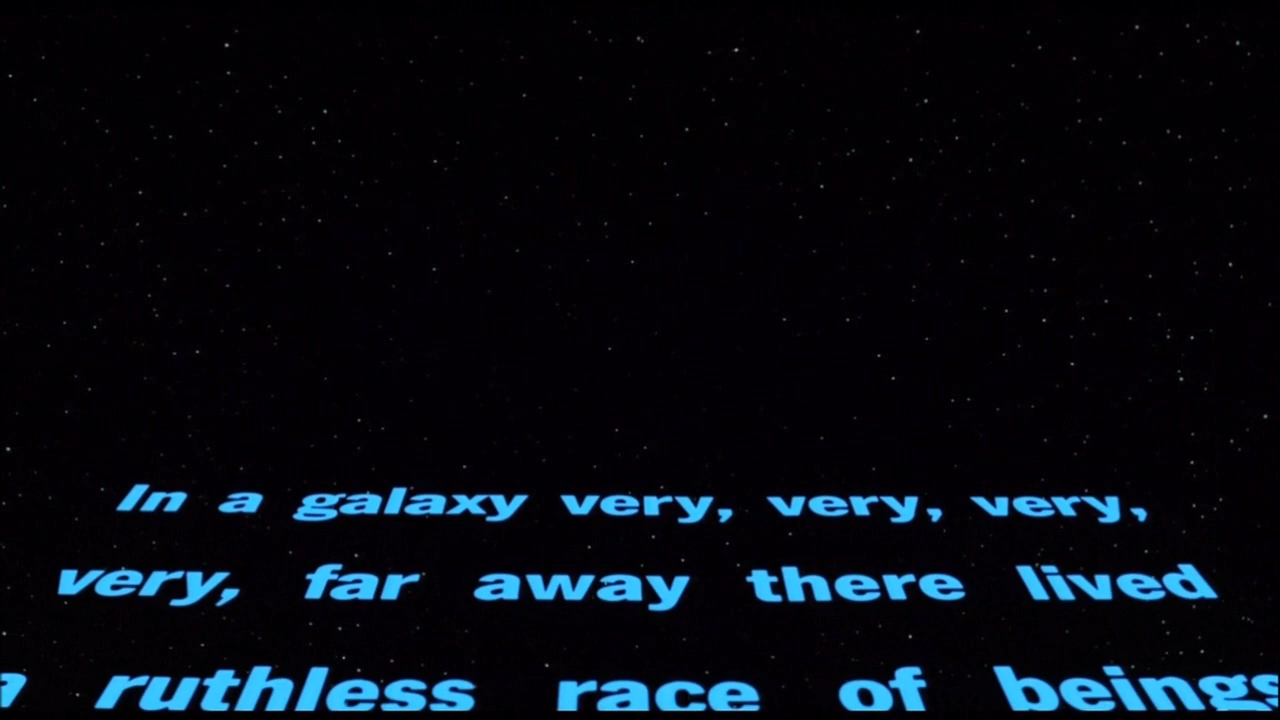 In a galaxy very, very, very,
very, far away there lived
a ruthless race of beings